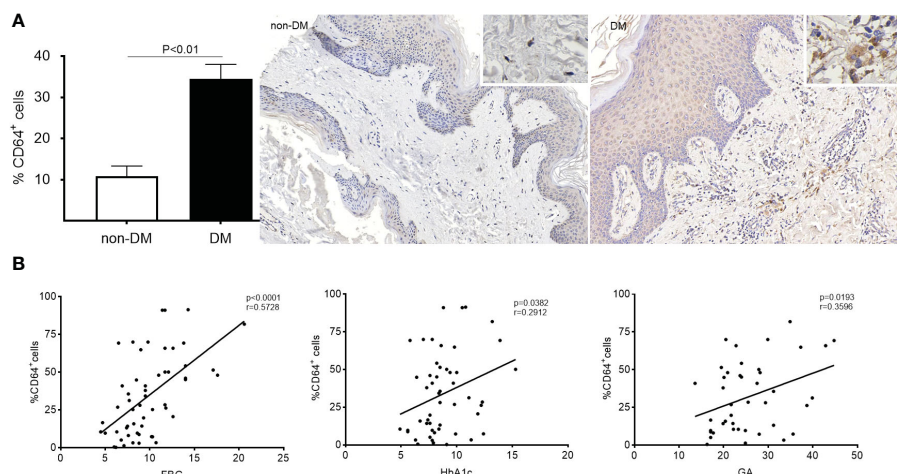 A
P<0.01
% CD64+ cells
40
30
20
10
non-DM
DM
non-DM
DM
B
p<0.0001
r=0.5728
%CD64+cells
100
75
50
25
0
0
5
10
15
20
25
p=0.0382
r=0.2912
%CD64+cells
100
75
50
25
0
0
5
10
15
20
HbA1c
p=0.0193
r=0.3596
%CD64+cells
100
75
50
25
0
0
10
20
30
40
50
GA